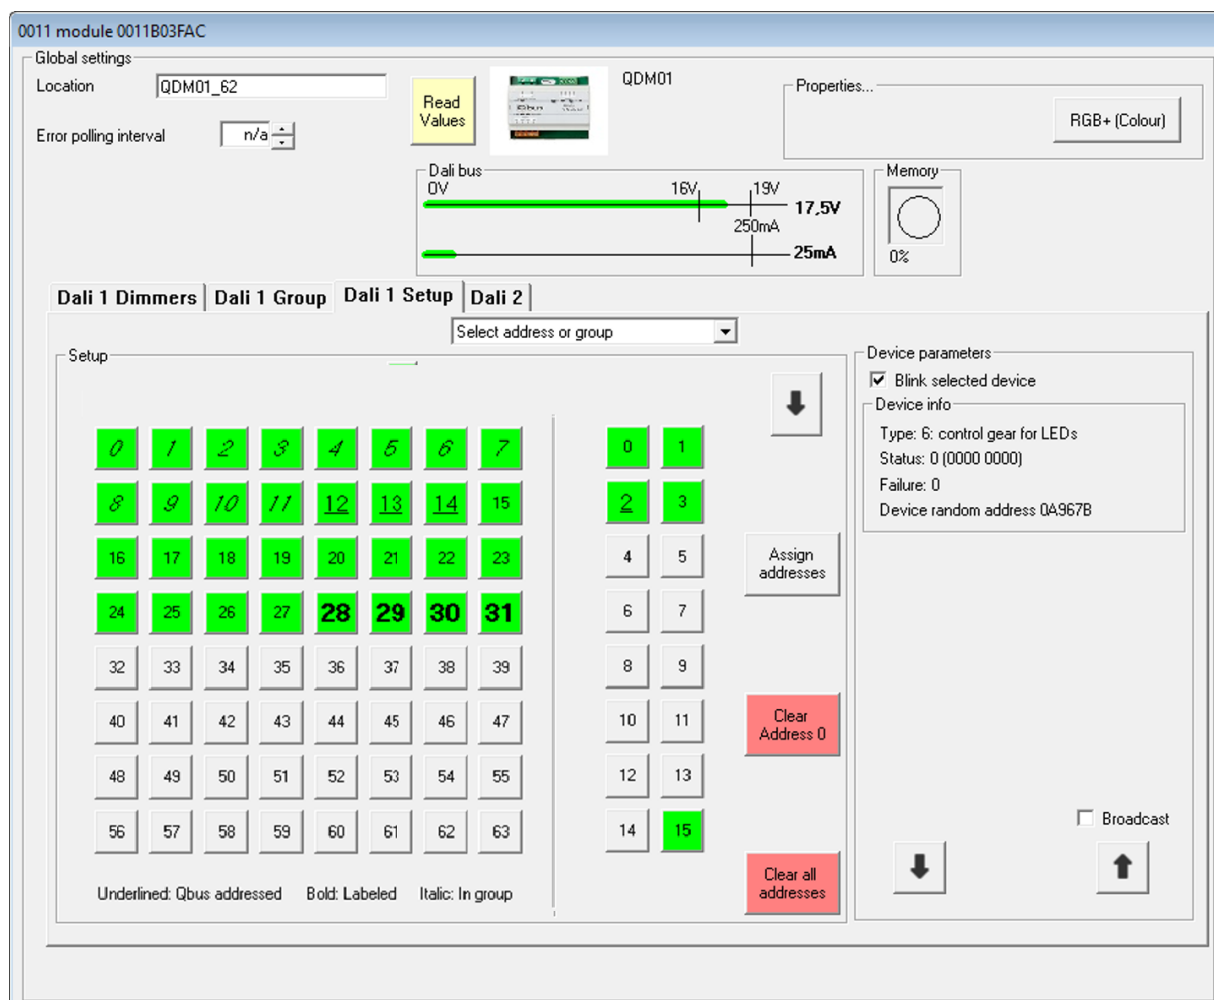 0011 module 0011B03FAC
Global settings
Location QDM01_62
Read Values
QDM01
Properties...
RGB+ (Colour)
Error polling interval n/a
Dali bus
0V 16V 19V
17,5V
250mA
25mA
Memory
0%
Dali 1 Dimmers Dali 1 Group Dali 1 Setup Dali 2
Select address or group
Setup
0 1 2 3 4 5 6 7
8 9 10 11 12 13 14 15
16 17 18 19 20 21 22 23
24 25 26 27 28 29 30 31
32 33 34 35 36 37 38 39
40 41 42 43 44 45 46 47
48 49 50 51 52 53 54 55
56 57 58 59 60 61 62 63
Underlined: Qbus addressed Bold: Labeled Italic: In group
0 1
2 3
4 5
6 7
8 9
10 11
12 13
14 15
Assign
addresses
Clear
Address 0
Clear all
addresses
Device parameters
Blink selected device
Device info
Type: 6: control gear for LEDs
Status: 0 (0000 0000)
Failure: 0
Device random address 0A967B
Broadcast